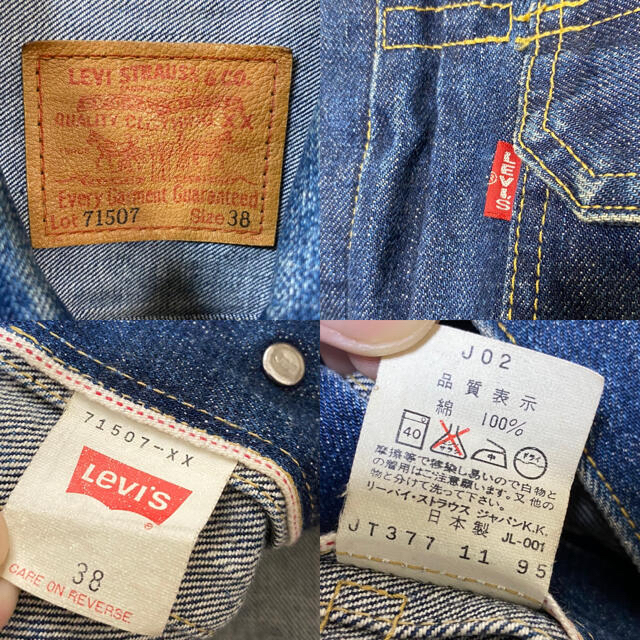 LEVI STRAUSS & CO.
QUALITY CLOTHING XX
Every Garment Guaranteed
Lot 71507 Size 38
LEVI'S
®
71507-XX
LEVI'S
38
CARE ON REVERSE
J02
品質表示
綿 100%
40
摩擦等で移染し易いので白物と
の着用はご注意願います。又他の
物と分けて洗って下さい。
リーバイ・ストラウス ジャパンK.K.
日本製 JL-001
JT377 11 95